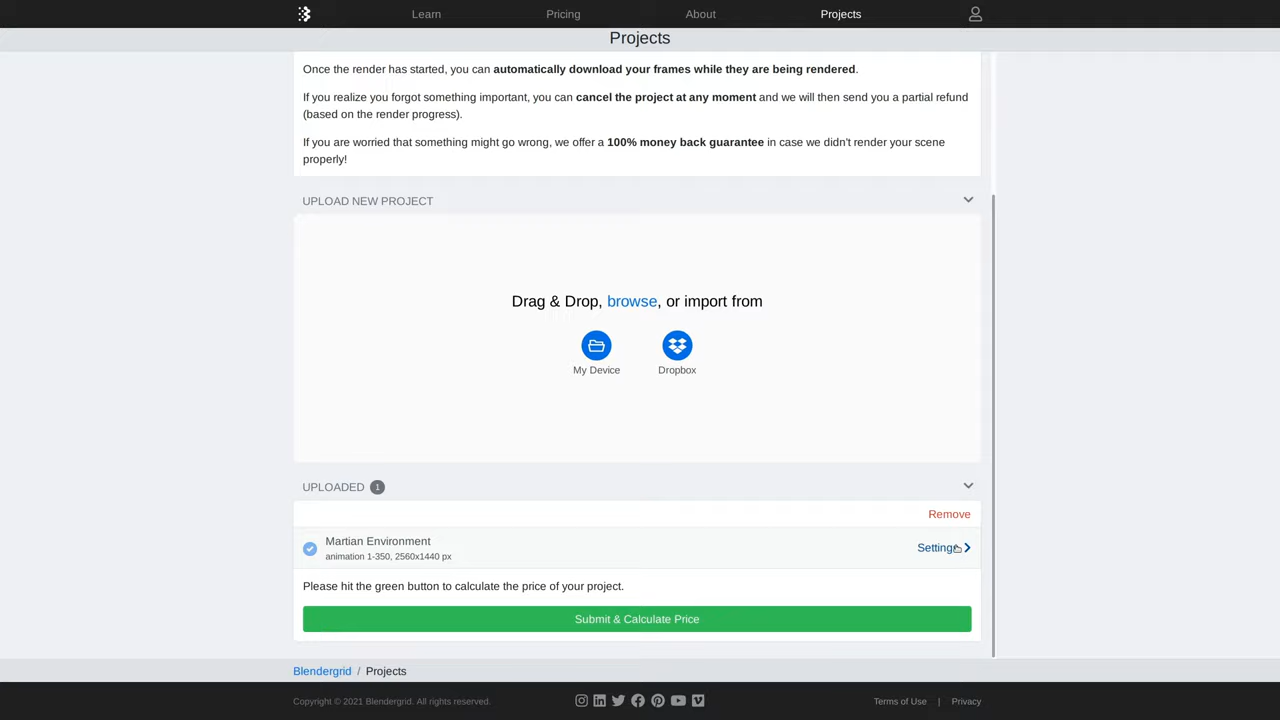 Learn
Pricing
About
Projects
Projects
Once the render has started, you can automatically download your frames while they are being rendered.
If you realize you forgot something important, you can cancel the project at any moment and we will then send you a partial refund
(based on the render progress).
If you are worried that something might go wrong, we offer a 100% money back guarantee in case we didn't render your scene
properly!
UPLOAD NEW PROJECT
Drag & Drop, browse, or import from
My Device
Dropbox
UPLOADED 1
Remove
Martian Environment
Settings
animation 1-350, 2560x1440 px
Please hit the green button to calculate the price of your project.
Submit & Calculate Price
Blendergrid / Projects
Copyright © 2021 Blendergrid. All rights reserved.
Terms of Use | Privacy